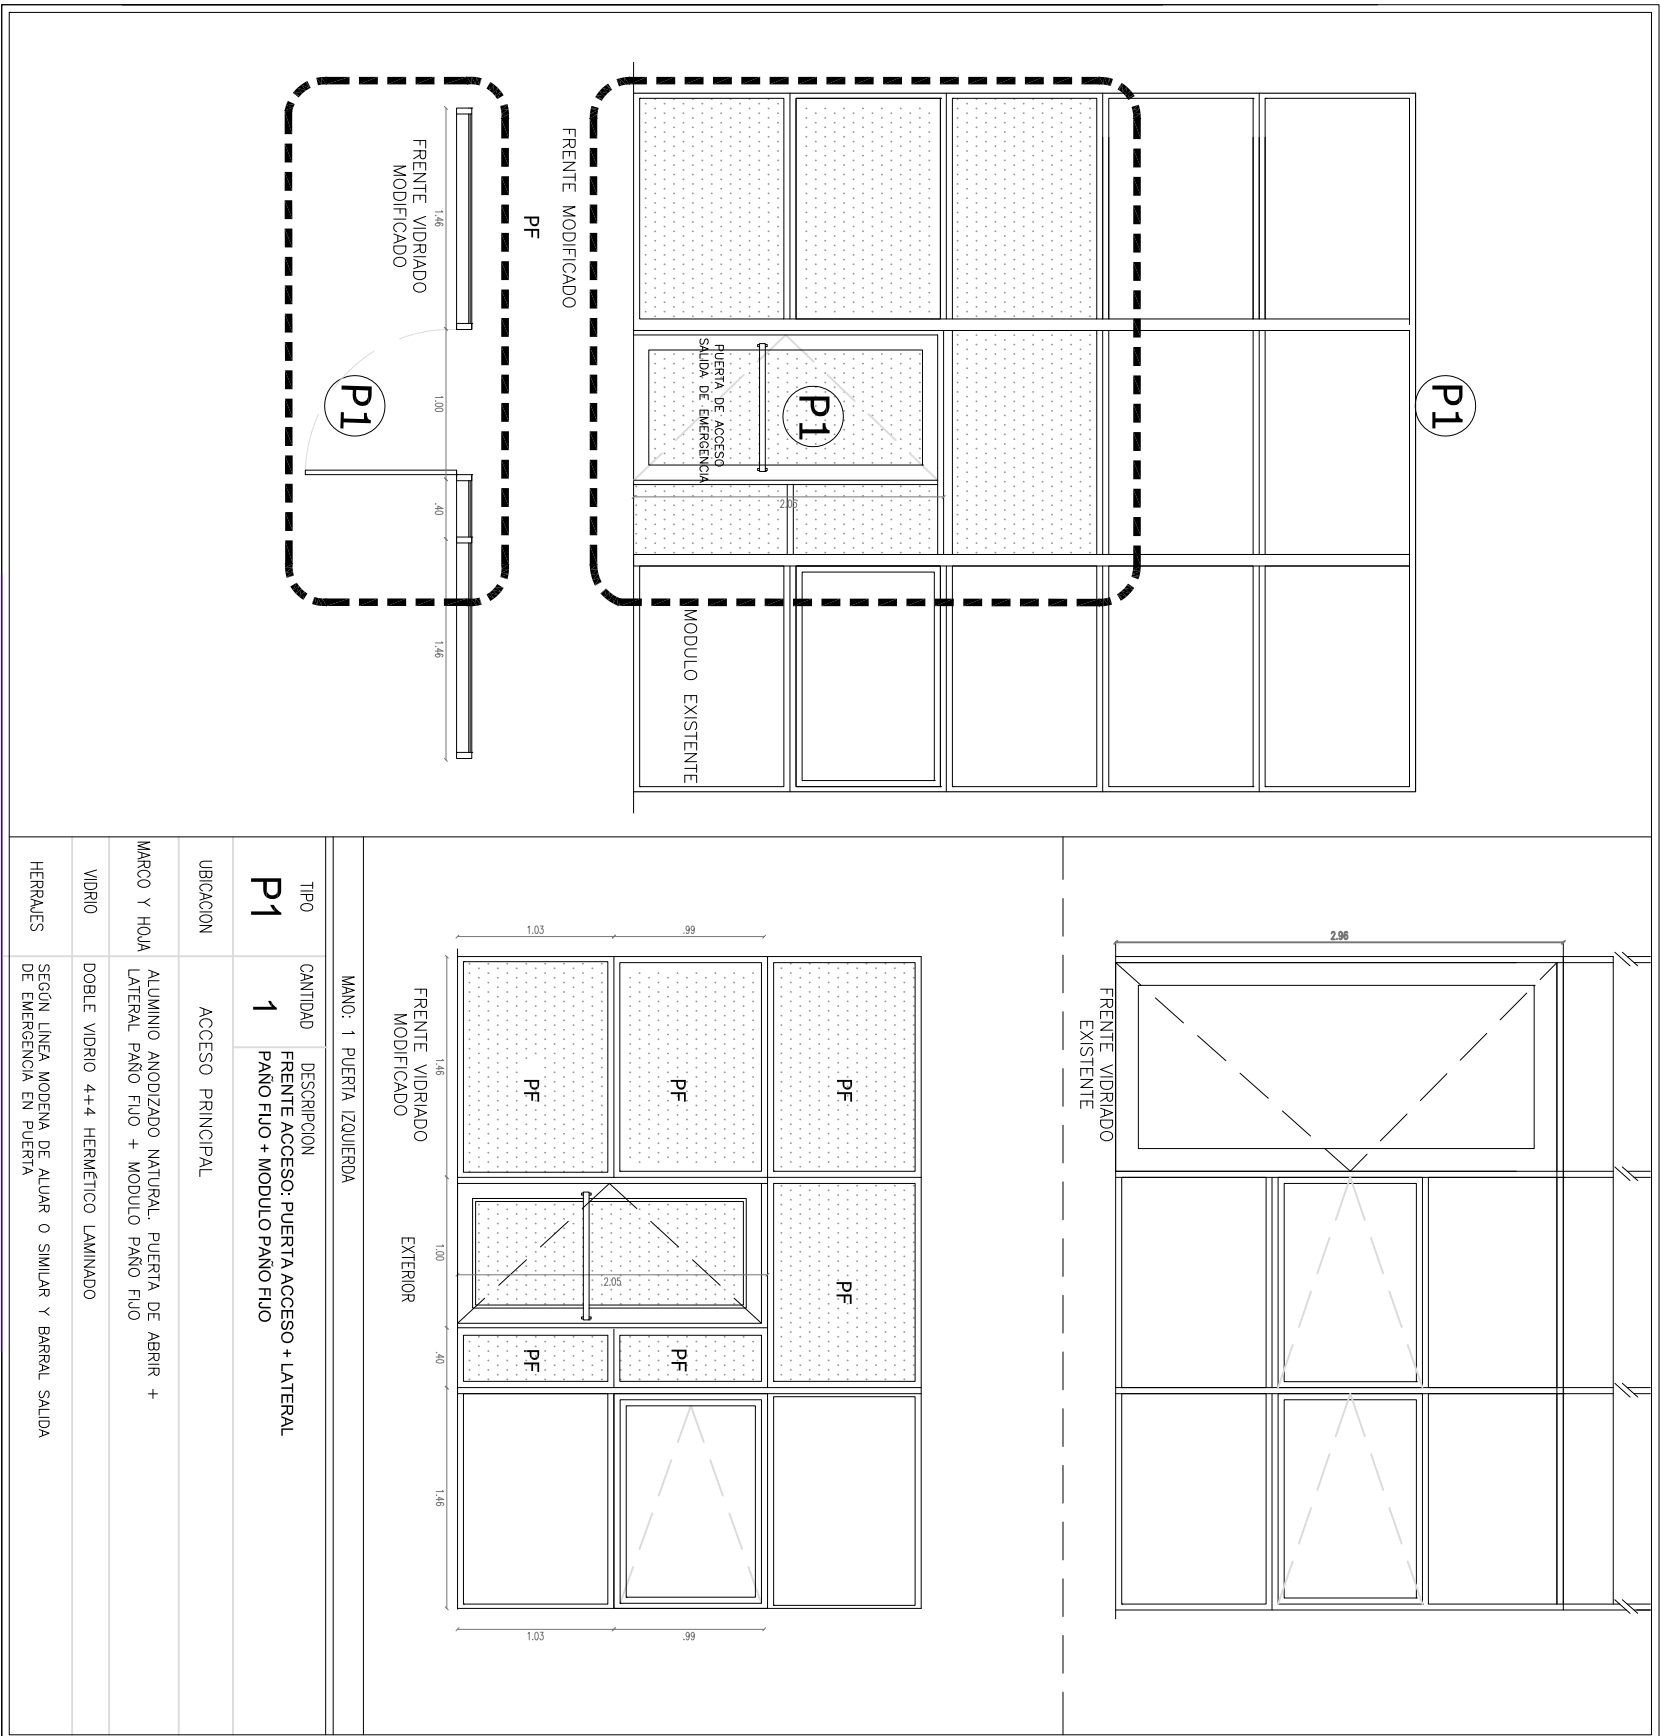 P1
P1
PUERTA DE ACCESO
SALIDA DE EMERGENCIA
2.05
MODULO EXISTENTE
FRENTE MODIFICADO
PF
1.46
1.00
.40
1.46
FRENTE VIDRIADO
MODIFICADO
P1
2.96
FRENTE VIDRIADO
EXISTENTE
PF
PF
PF
PF
PF
PF
2.05
1.03
.99
1.03
.99
1.46
1.00
.40
1.46
FRENTE VIDRIADO
MODIFICADO
EXTERIOR
MANO: 1 PUERTA IZQUIERDA
TIPO CANTIDAD DESCRIPCION
P1 1 FRENTE ACCESO: PUERTA ACCESO + LATERAL
PAÑO FIJO + MODULO PAÑO FIJO
UBICACION ACCESO PRINCIPAL
MARCO Y HOJA ALUMINIO ANODIZADO NATURAL. PUERTA DE ABRIR +
LATERAL PAÑO FIJO + MODULO PAÑO FIJO
VIDRIO DOBLE VIDRIO 4+4 HERMÉTICO LAMINADO
HERRAJES SEGÚN LÍNEA MODENA DE ALUAR O SIMILAR Y BARRAL SALIDA
DE EMERGENCIA EN PUERTA